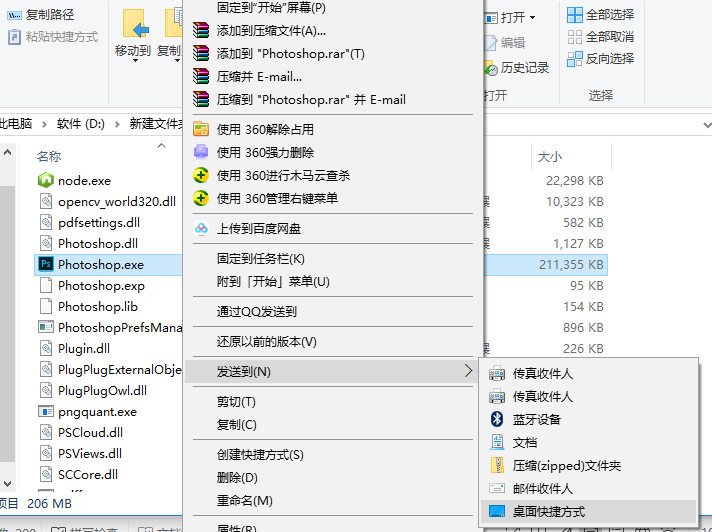 复制路径
粘贴快捷方式
移动到
复制
打开
编辑
历史记录
打开
全部选择
全部取消
反向选择
选择
此电脑
软件 (D:)
新建文件夹
名称
大小
node.exe
22,298 KB
opencv_world320.dll
10,323 KB
pdfsettings.dll
582 KB
Photoshop.dll
1,127 KB
Photoshop.exe
211,355 KB
Photoshop.exp
95 KB
Photoshop.lib
154 KB
PhotoshopPrefsMana
896 KB
Plugin.dll
226 KB
PlugPlugExternalObje
PlugPlugOwl.dll
pngquant.exe
PSCloud.dll
PSViews.dll
SCCore.dll
项目 206 MB
固定到"开始"屏幕(P)
添加到压缩文件(A)...
添加到 "Photoshop.rar"(T)
压缩并 E-mail...
压缩到 "Photoshop.rar" 并 E-mail
使用 360解除占用
使用 360强力删除
使用 360进行木马云查杀
使用 360管理右键菜单
上传到百度网盘
固定到任务栏(K)
附到「开始」菜单(U)
通过QQ发送到
还原以前的版本(V)
发送到(N)
剪切(T)
复制(C)
创建快捷方式(S)
删除(D)
重命名(M)
属性(R)
传真收件人
传真收件人
蓝牙设备
文档
压缩(zipped)文件夹
邮件收件人
桌面快捷方式